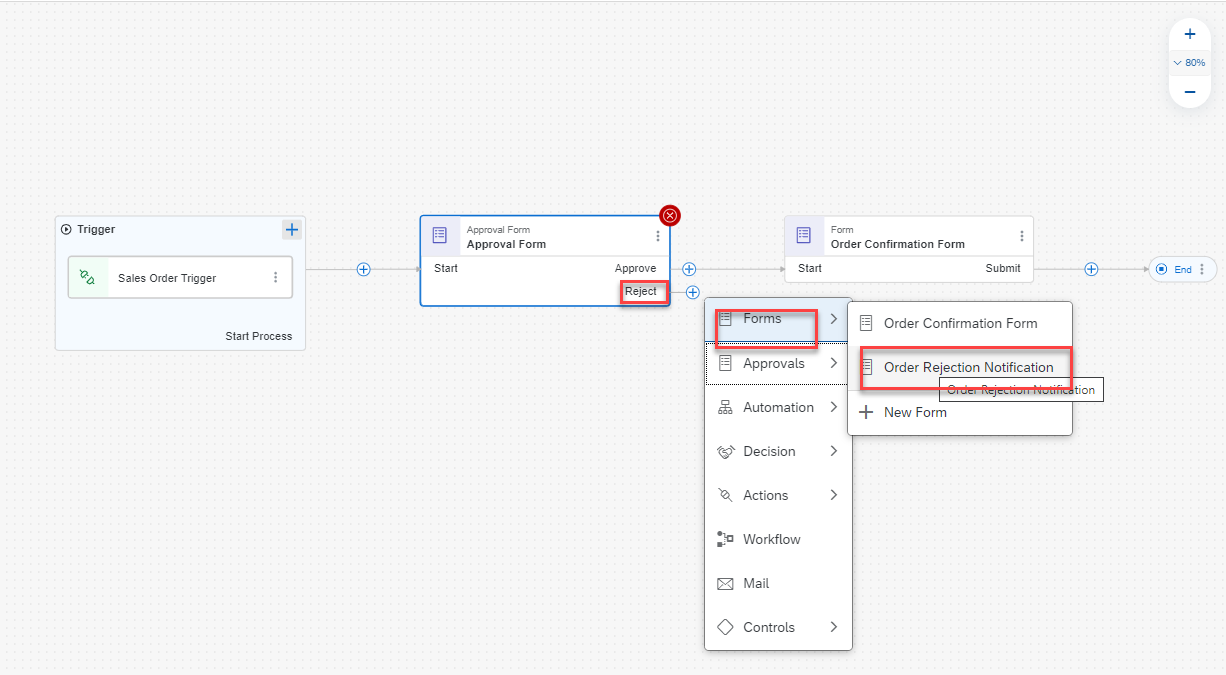 80%
Trigger
Sales Order Trigger
Start Process
Approval Form
Approval Form
Start
Approve
Reject
Form
Order Confirmation Form
Start
Submit
End
Forms
Approvals
Automation
Decision
Actions
Workflow
Mail
Controls
Order Confirmation Form
Order Rejection Notification
Order Rejection Notification
New Form